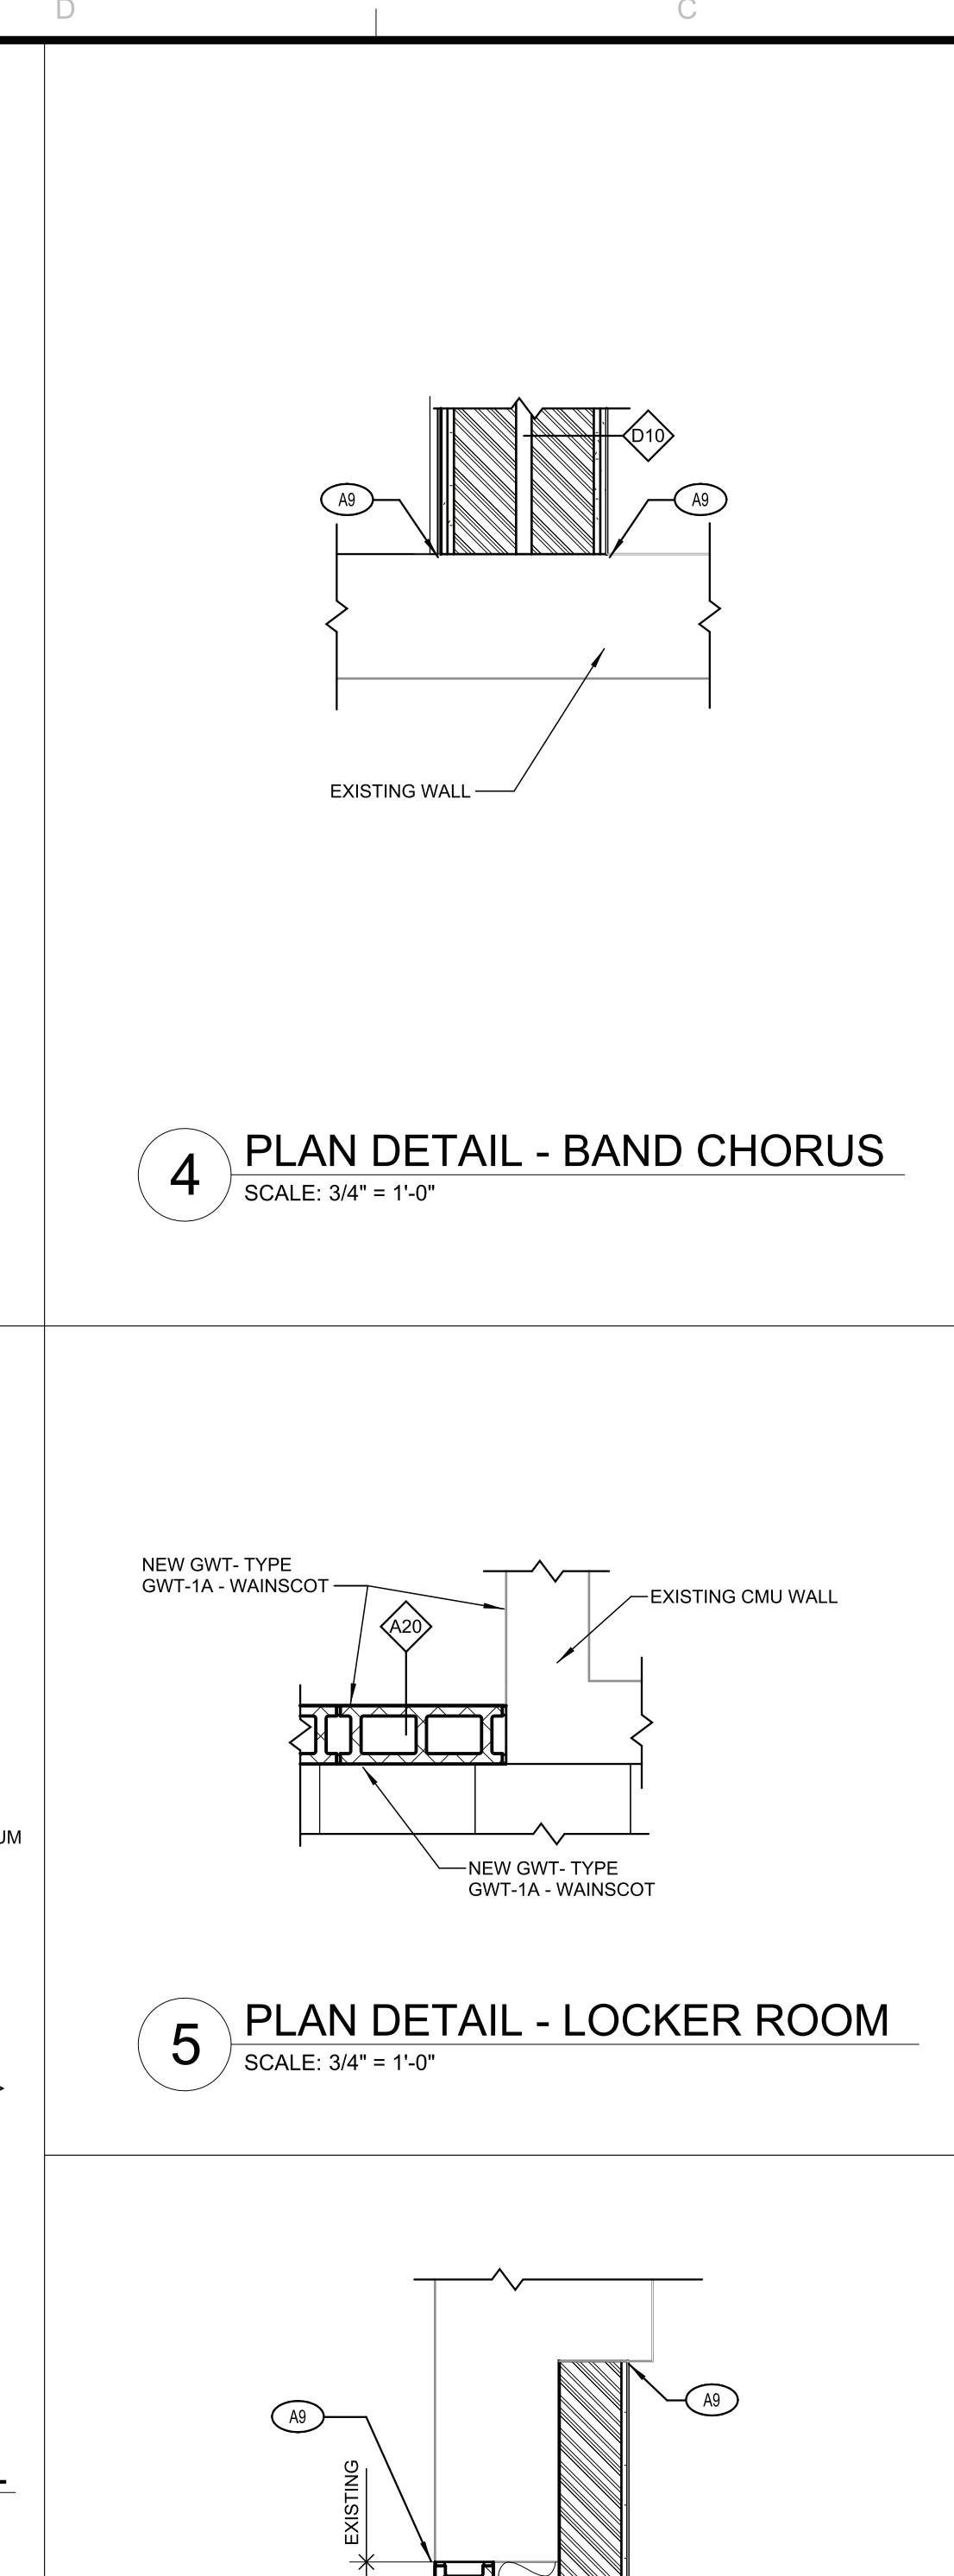 D
C
D10
A9
A9
EXISTING WALL
4
PLAN DETAIL - BAND CHORUS
SCALE: 3/4" = 1'-0"
NEW GWT- TYPE
GWT-1A - WAINSCOT
EXISTING CMU WALL
A20
UM
NEW GWT- TYPE
GWT-1A - WAINSCOT
5
PLAN DETAIL - LOCKER ROOM
SCALE: 3/4" = 1'-0"
A9
A9
EXISTING